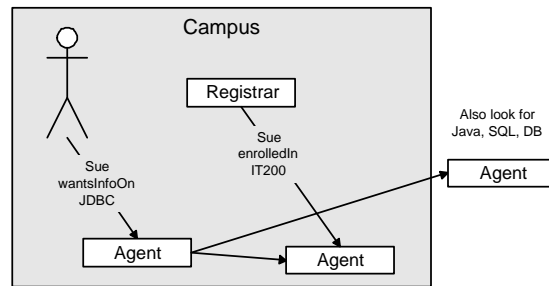 Campus
Registrar
Also look for
Java, SQL, DB
Sue
enrolledIn
IT200
Sue
wantsInfoOn
JDBC
Agent
Agent
Agent